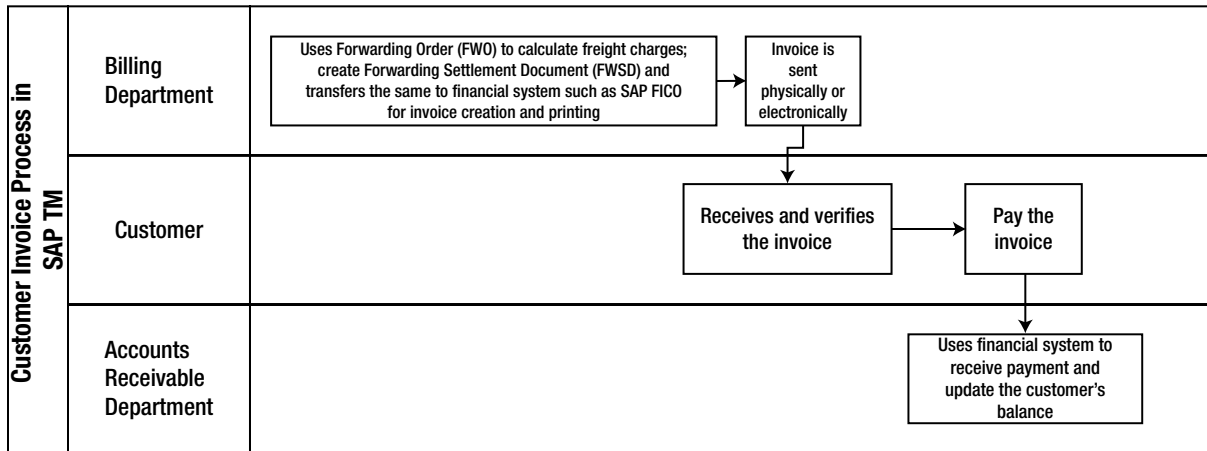 Customer Invoice Process in
SAP TM
Billing
Department
Uses Forwarding Order (FWO) to calculate freight charges;
create Forwarding Settlement Document (FWSD) and
transfers the same to financial system such as SAP FICO
for invoice creation and printing
Invoice is
sent
physically or
electronically
Customer
Receives and verifies
the invoice
Pay the
invoice
Accounts
Receivable
Department
Uses financial system to
receive payment and
update the customer's
balance